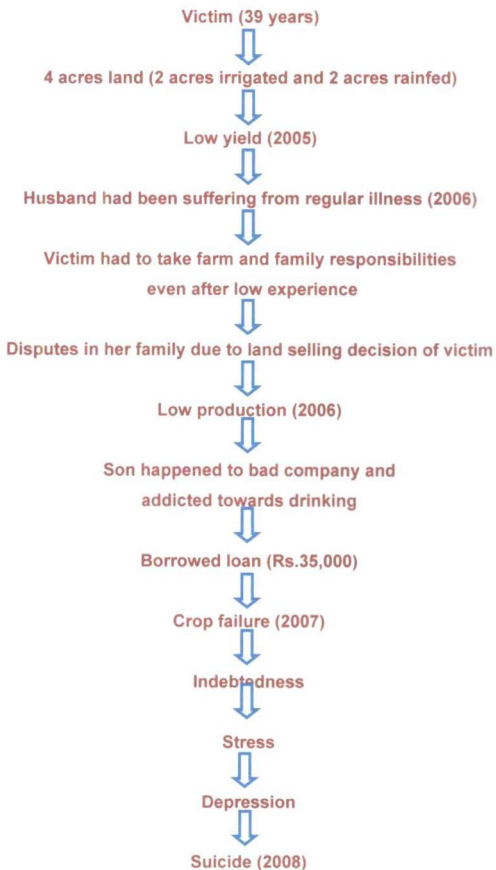 Victim (39 years)
4 acres land (2 acres irrigated and 2 acres rainfed)
Low yield (2005)
Husband had been suffering from regular illness (2006)
Victim had to take farm and family responsibilities
even after low experience
Disputes in her family due to land selling decision of victim
Low production (2006)
Son happened to bad company and
addicted towards drinking
Borrowed loan (Rs.35,000)
Crop failure (2007)
Indebtedness
Stress
Depression
Suicide (2008)